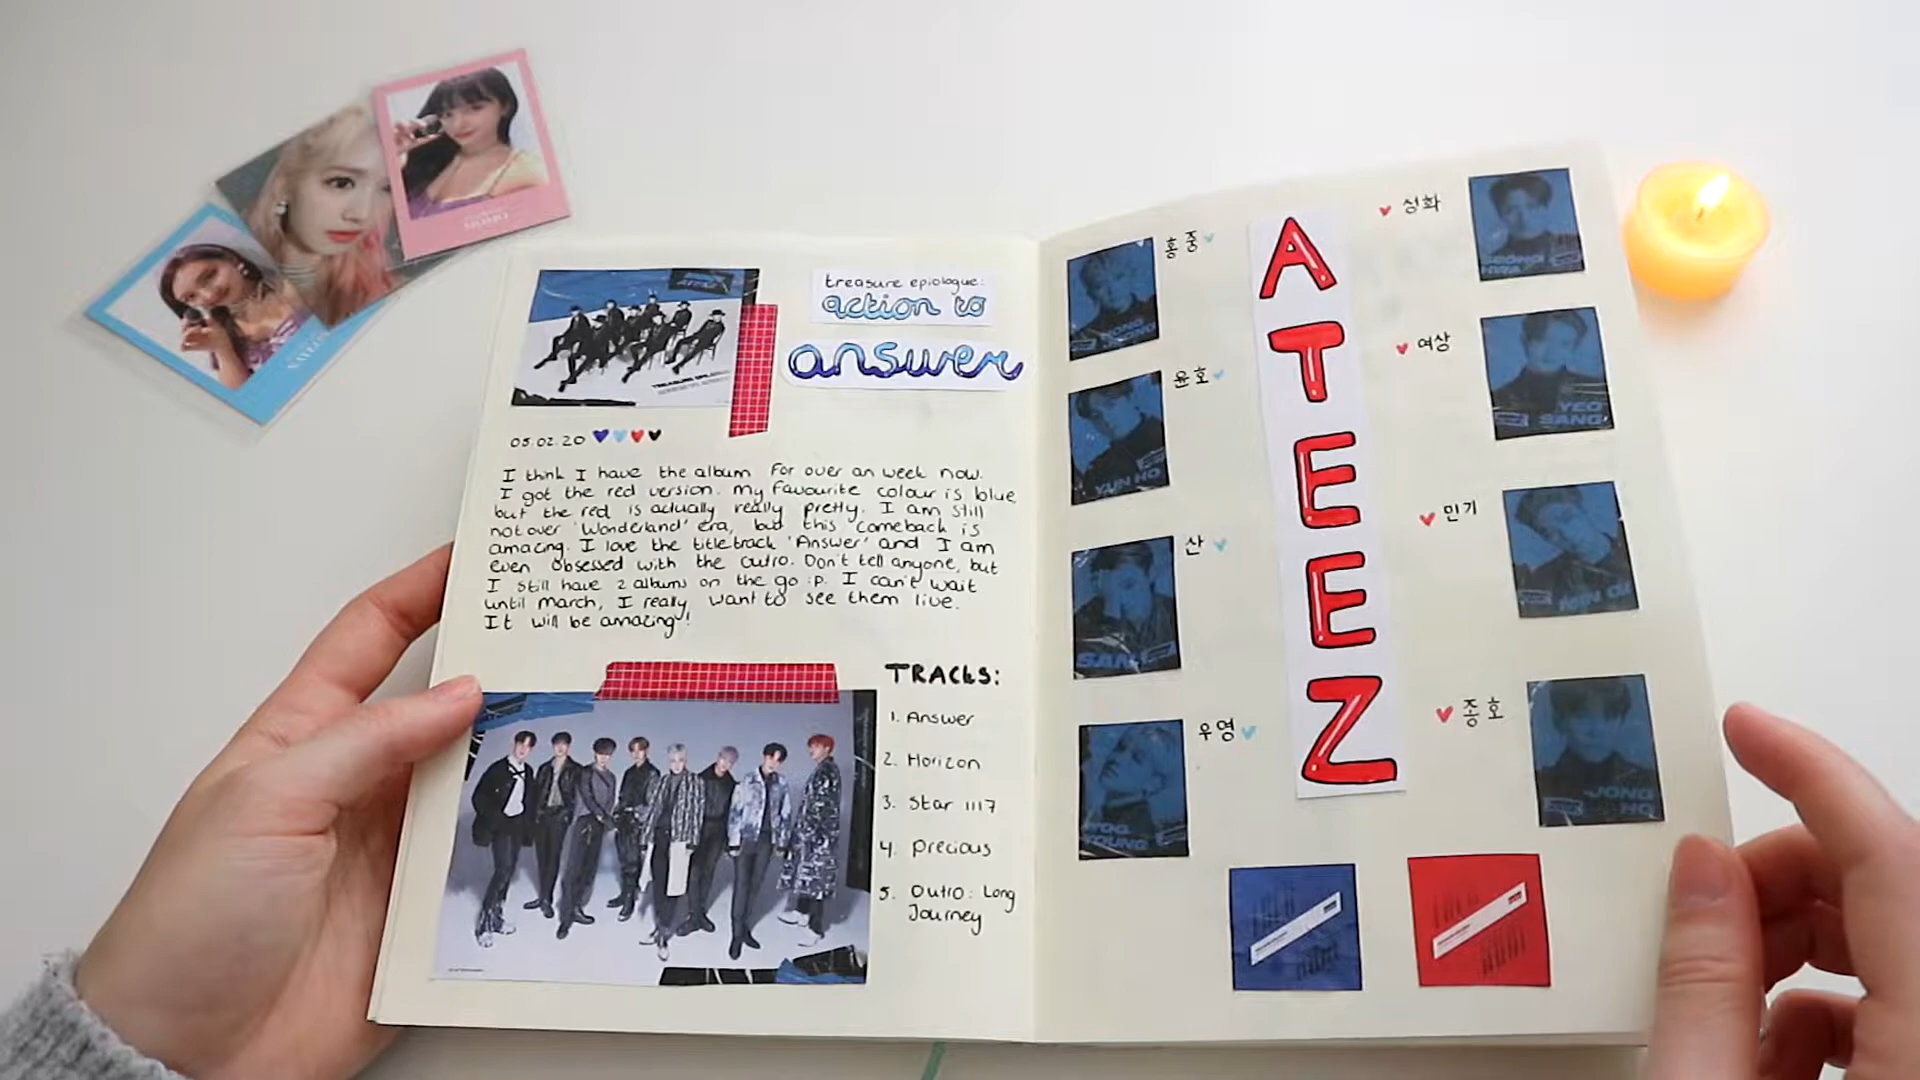 treasure epiologue:
action to
answer
05.02.20
I think I have the album for over an week now.
I got the red version. My favourite colour is blue
but the red is actually really pretty. I am still
not over 'Wonderland' era, but this comeback is
amazing. I love the titletrack 'Answer' and I am
even obsessed with the outro. Don't tell anyone, but
I still have 2 albums on the go :p. I can't wait
until march, I really want to see them live.
It will be amazing!
TRACKS:
1. Answer
2. Horizon
3. Star 1117
4. Precious
5. Outro: Long
Journey
ATEEZ
홍중
윤호
YUN HO
산
SAN
우영
WOO
YOUNG
성화
SEONG
HWA
여상
YEO
SANG
민기
종호
JONG
HO